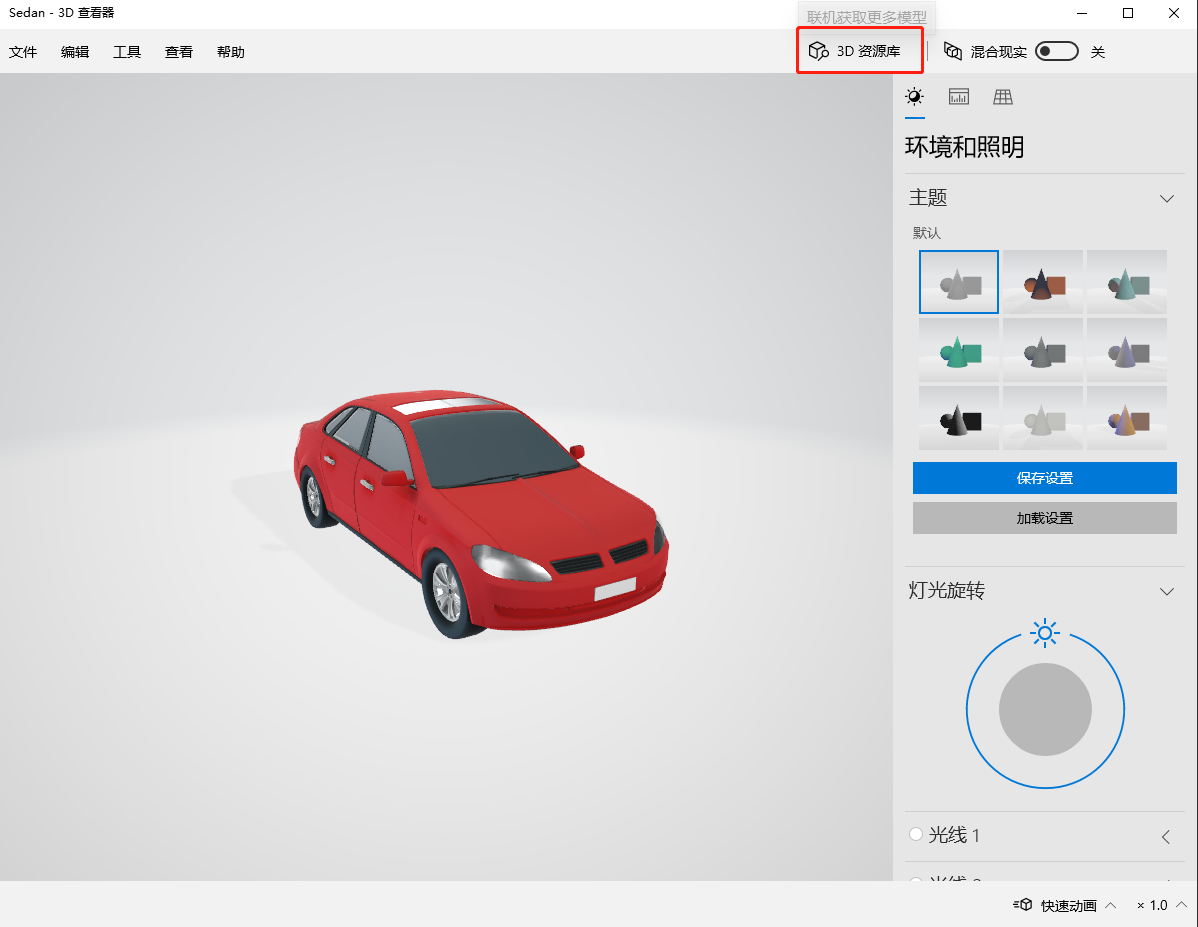 Sedan - 3D 查看器
联机获取更多模型
文件 编辑 工具 查看 帮助 3D 资源库 混合现实 关
环境和照明
主题
默认
保存设置
加载设置
灯光旋转
光线 1
快速动画 × 1.0